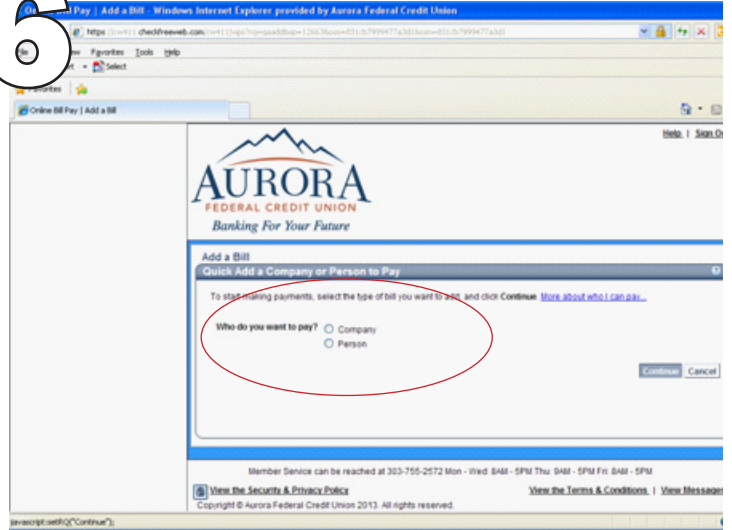 6
Pay | Add a Bill - Windows Internet Explorer provided by Aurora Federal Credit Union
https checkfreeweb.com
Favorites Tools Help
Select
Online Bill Pay | Add a Bill
Help | Sign O
AURORA
FEDERAL CREDIT UNION
Banking For Your Future
Add a Bill
Quick Add a Company or Person to Pay
To start making payments, select the type of bill you want to add, and click Continue. More about who I can pay...
Who do you want to pay? Company
Person
Continue Cancel
Member Service can be reached at 303-755-2572 Mon - Wed: 8AM - 5PM Thu: 9AM - 5PM Fri: 8AM - 5PM
View the Security & Privacy Policy View the Terms & Conditions | View Messages
Copyright © Aurora Federal Credit Union 2013. All rights reserved.